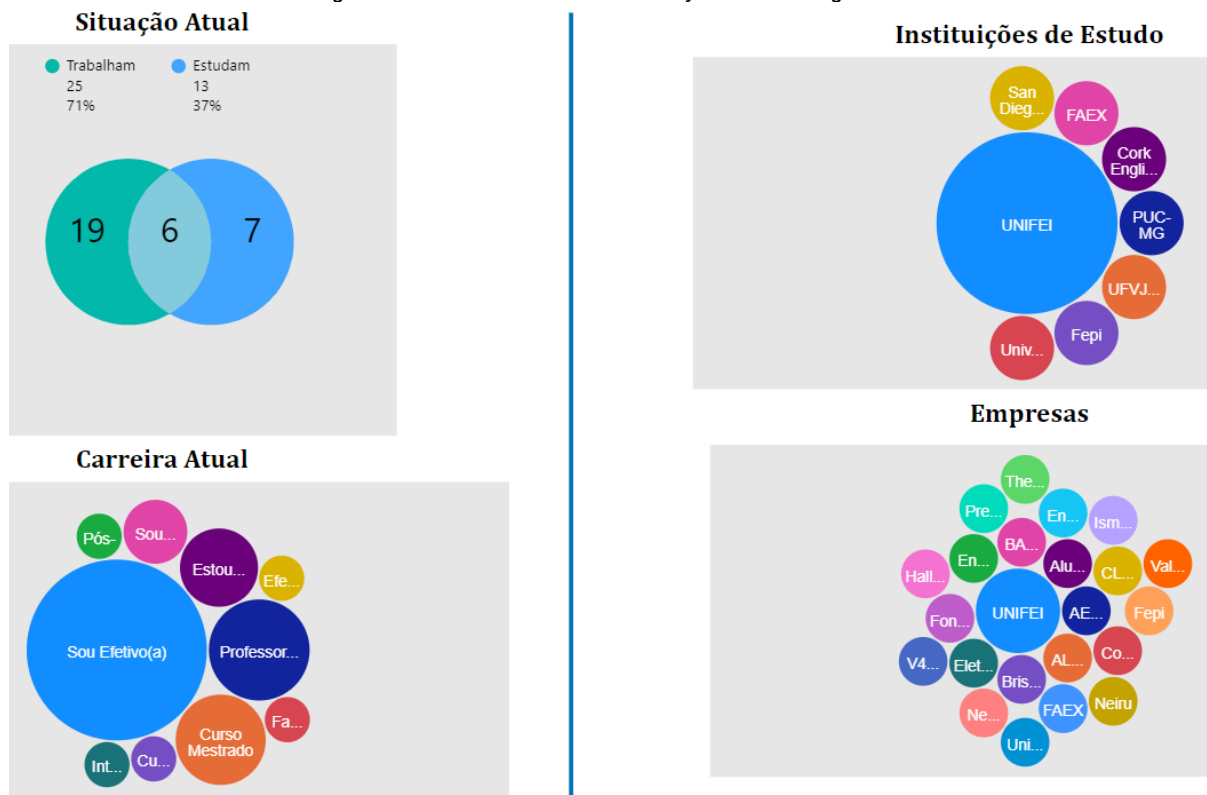 Situação Atual
Trabalham
25
71%
Estudam
13
37%
19
6
7
Carreira Atual
Pós-
Sou...
Estou...
Efe...
Sou Efetivo(a)
Professor...
Fa...
Curso
Mestrado
Cu...
Int...
Instituições de Estudo
San
Dieg...
FAEX
Cork
Engli...
UNIFEI
PUC-
MG
UFVJ...
Fepi
Univ...
Empresas
The...
Pre...
En...
Ism...
BA...
En...
Alu...
CL...
Val...
Hall...
UNIFEI
AE...
Fepi
Fon...
V4...
Elet...
AL...
Co...
Bris...
Ne...
FAEX
Neiru
Uni...